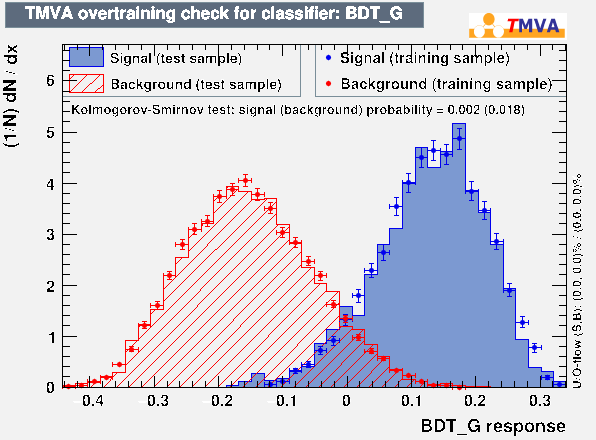 TMVA overtraining check for classifier: BDT_G
TMVA
Signal (test sample)
Signal (training sample)
Background (test sample)
Background (training sample)
Kolmogorov-Smirnov test: signal (background) probability = 0.002 (0.018)
(1/N) dN / dx
6
5
4
3
2
1
0
−0.4 −0.3 −0.2 −0.1 0 0.1 0.2 0.3
BDT_G response
U/O-flow (S,B): (0.0, 0.0)% / (0.0, 0.0)%